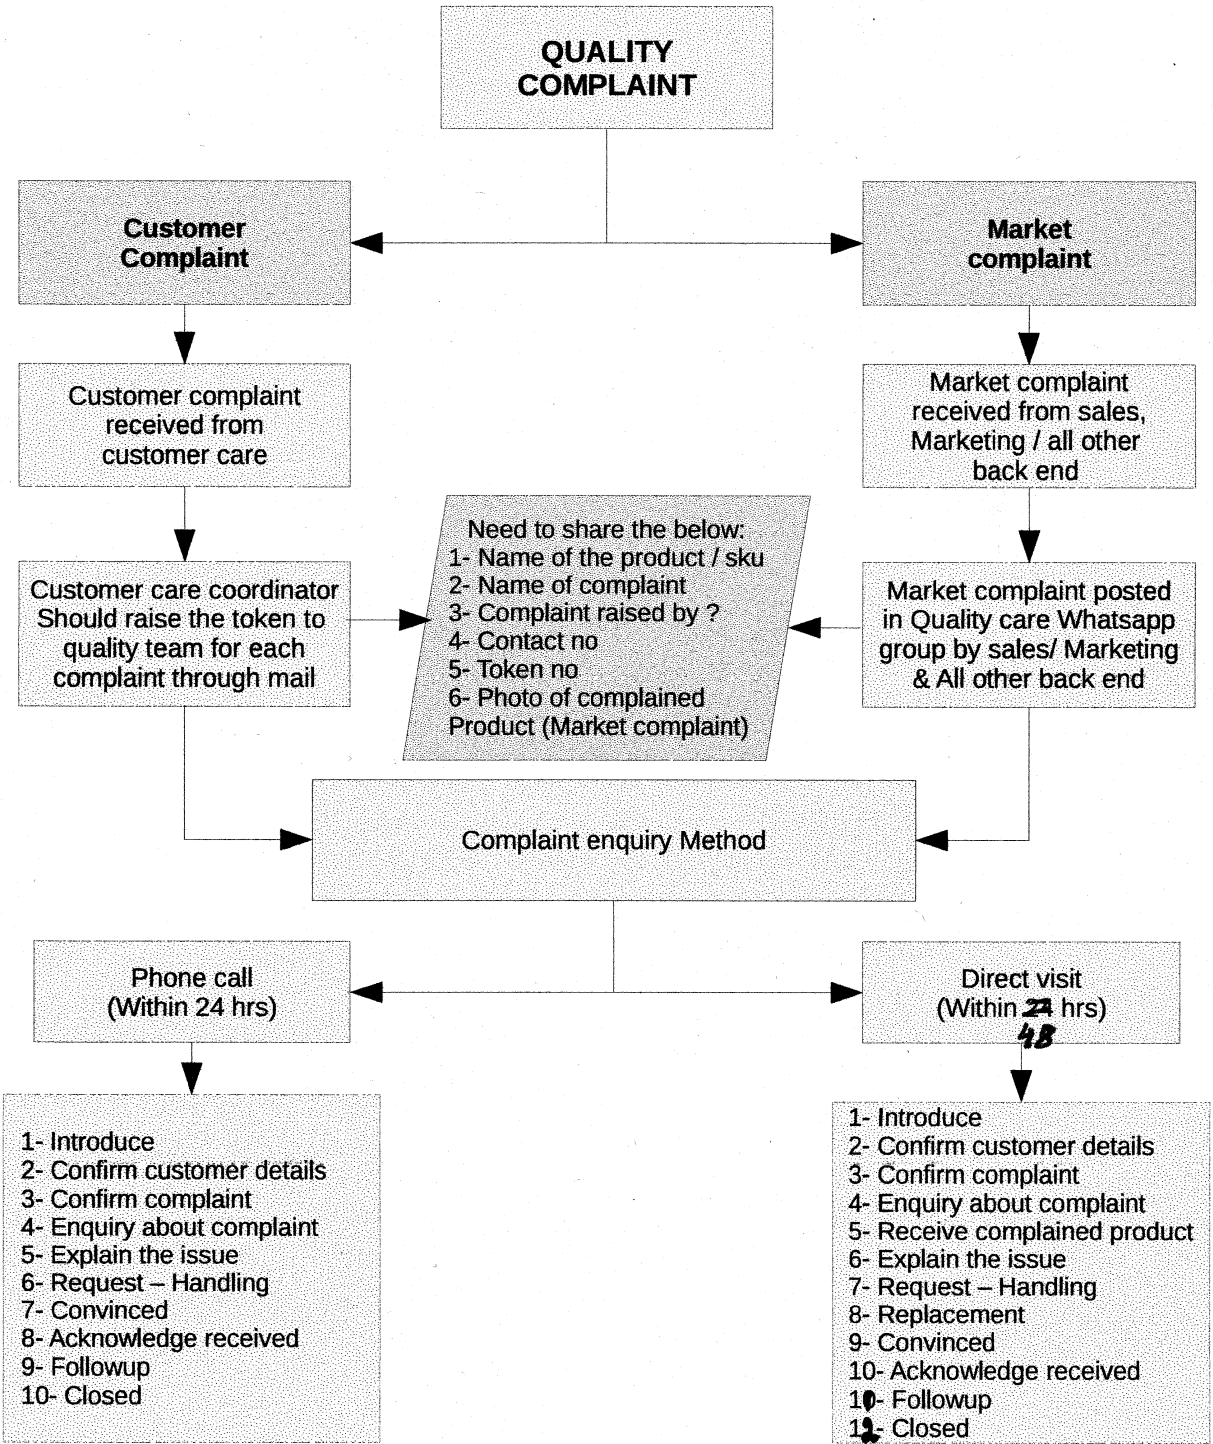 QUALITY
COMPLAINT
Customer
Complaint
Market
complaint
Customer complaint
received from
customer care
Market complaint
received from sales,
Marketing / all other
back end
Need to share the below:
1- Name of the product / sku
2- Name of complaint
3- Complaint raised by ?
4- Contact no
5- Token no
6- Photo of complained
Product (Market complaint)
Customer care coordinator
Should raise the token to
quality team for each
complaint through mail
Market complaint posted
in Quality care Whatsapp
group by sales/ Marketing
& All other back end
Complaint enquiry Method
Phone call
(Within 24 hrs)
Direct visit
(Within hrs)
48
1- Introduce
2- Confirm customer details
3- Confirm complaint
4- Enquiry about complaint
5- Explain the issue
6- Request – Handling
7- Convinced
8- Acknowledge received
9- Followup
10- Closed
1- Introduce
2- Confirm customer details
3- Confirm complaint
4- Enquiry about complaint
5- Receive complained product
6- Explain the issue
7- Request – Handling
8- Replacement
9- Convinced
10- Acknowledge received
11- Followup
12- Closed